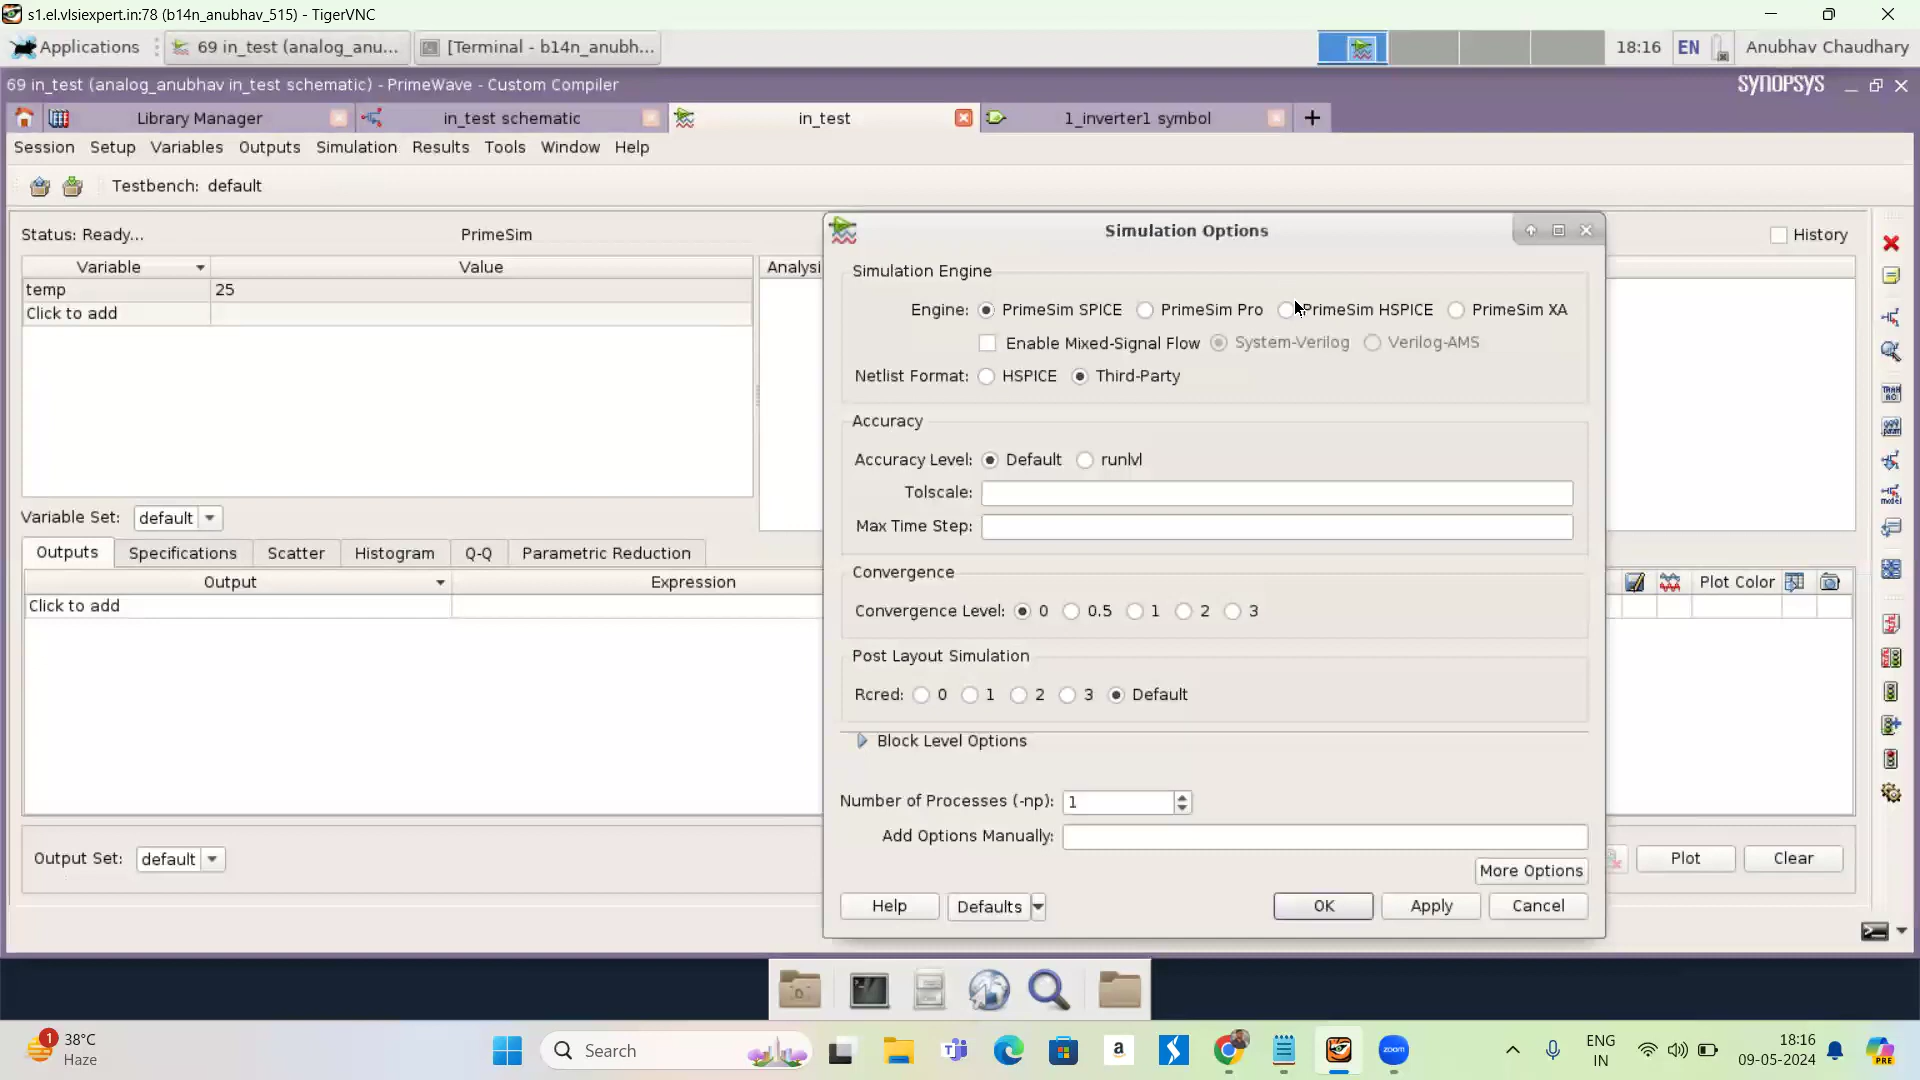 s1.el.vlsiexpert.in:78 (b14n_anubhav_515) - TigerVNC
Applications
69 in_test (analog_anu...
[Terminal - b14n_anubh...
18:16
EN
Anubhav Chaudhary
69 in_test (analog_anubhav in_test schematic) - PrimeWave - Custom Compiler
SYNOPSYS
Library Manager
in_test schematic
in_test
1_inverter1 symbol
Session Setup Variables Outputs Simulation Results Tools Window Help
Testbench: default
Status: Ready...
PrimeSim
History
Variable
Value
temp
25
Click to add
Analysi
Variable Set: default
Outputs Specifications Scatter Histogram Q-Q Parametric Reduction
Output
Expression
Plot Color
Click to add
Output Set: default
Plot
Clear
Simulation Options
Simulation Engine
Engine: PrimeSim SPICE PrimeSim Pro PrimeSim HSPICE PrimeSim XA
Enable Mixed-Signal Flow System-Verilog Verilog-AMS
Netlist Format: HSPICE Third-Party
Accuracy
Accuracy Level: Default runlvl
Tolscale:
Max Time Step:
Convergence
Convergence Level: 0 0.5 1 2 3
Post Layout Simulation
Rcred: 0 1 2 3 Default
Block Level Options
Number of Processes (-np): 1
Add Options Manually:
More Options
Help
Defaults
OK
Apply
Cancel
1
38°C
Haze
Search
a
zoom
ENG
IN
18:16
09-05-2024
PRE